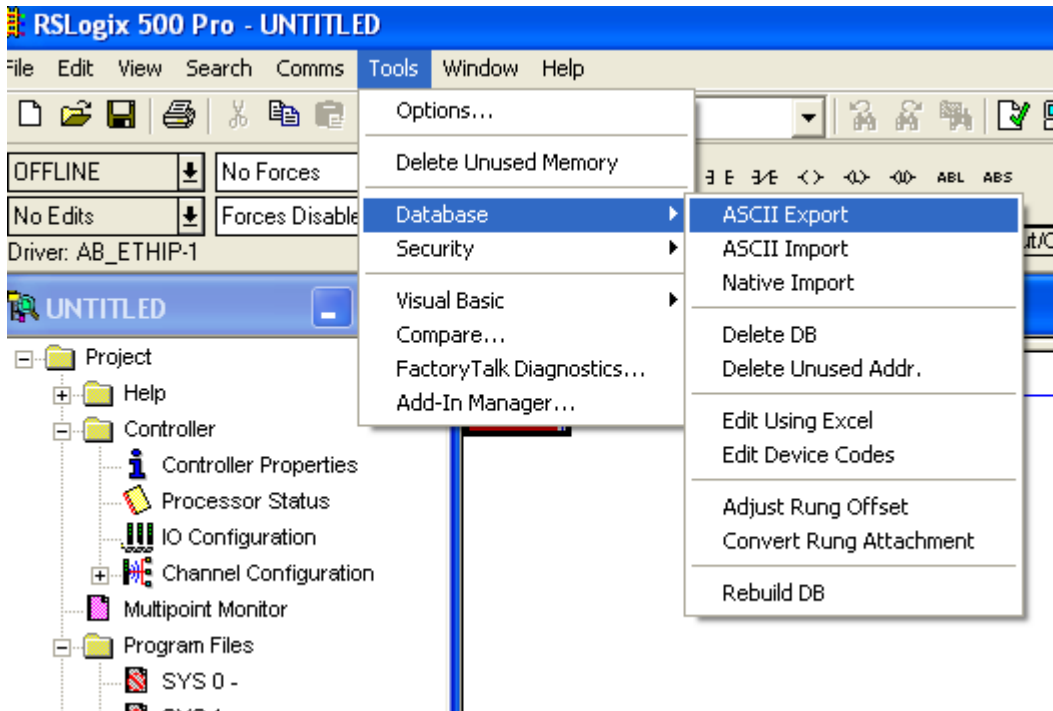 RSLogix 500 Pro - UNTITLED
File Edit View Search Comms Tools Window Help
Options...
Delete Unused Memory
OFFLINE No Forces
ABL ABS
No Edits Forces Disable
Database ASCII Export
Driver: AB_ETHIP-1
Security ASCII Import
Native Import
UNTITLED
Visual Basic
Compare... Delete DB
Project
FactoryTalk Diagnostics... Delete Unused Addr.
Help
Add-In Manager...
Controller
Edit Using Excel
Edit Device Codes
Controller Properties
Processor Status
Adjust Rung Offset
IO Configuration
Convert Rung Attachment
Channel Configuration
Rebuild DB
Multipoint Monitor
Program Files
SYS 0 -